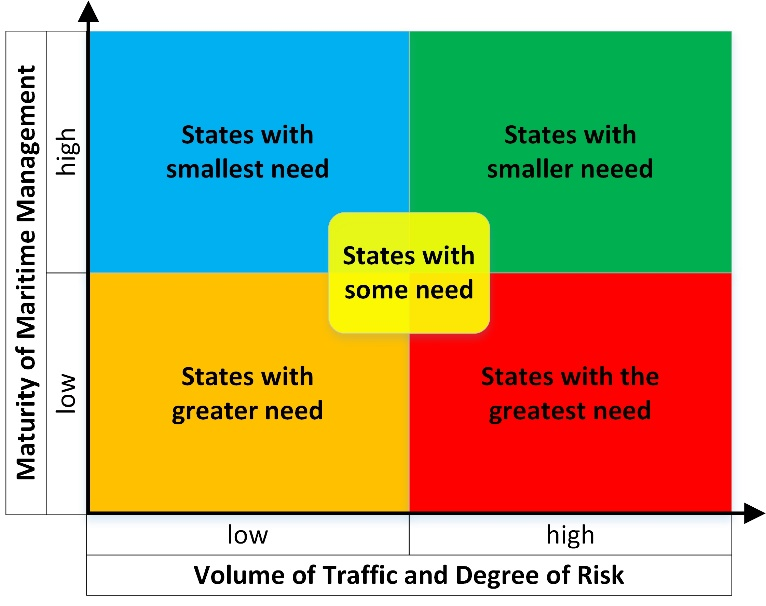 Maturity of Maritime Management
high
low
States with
smallest need
States with
smaller neeed
States with
some need
States with
greater need
States with the
greatest need
low
high
Volume of Traffic and Degree of Risk